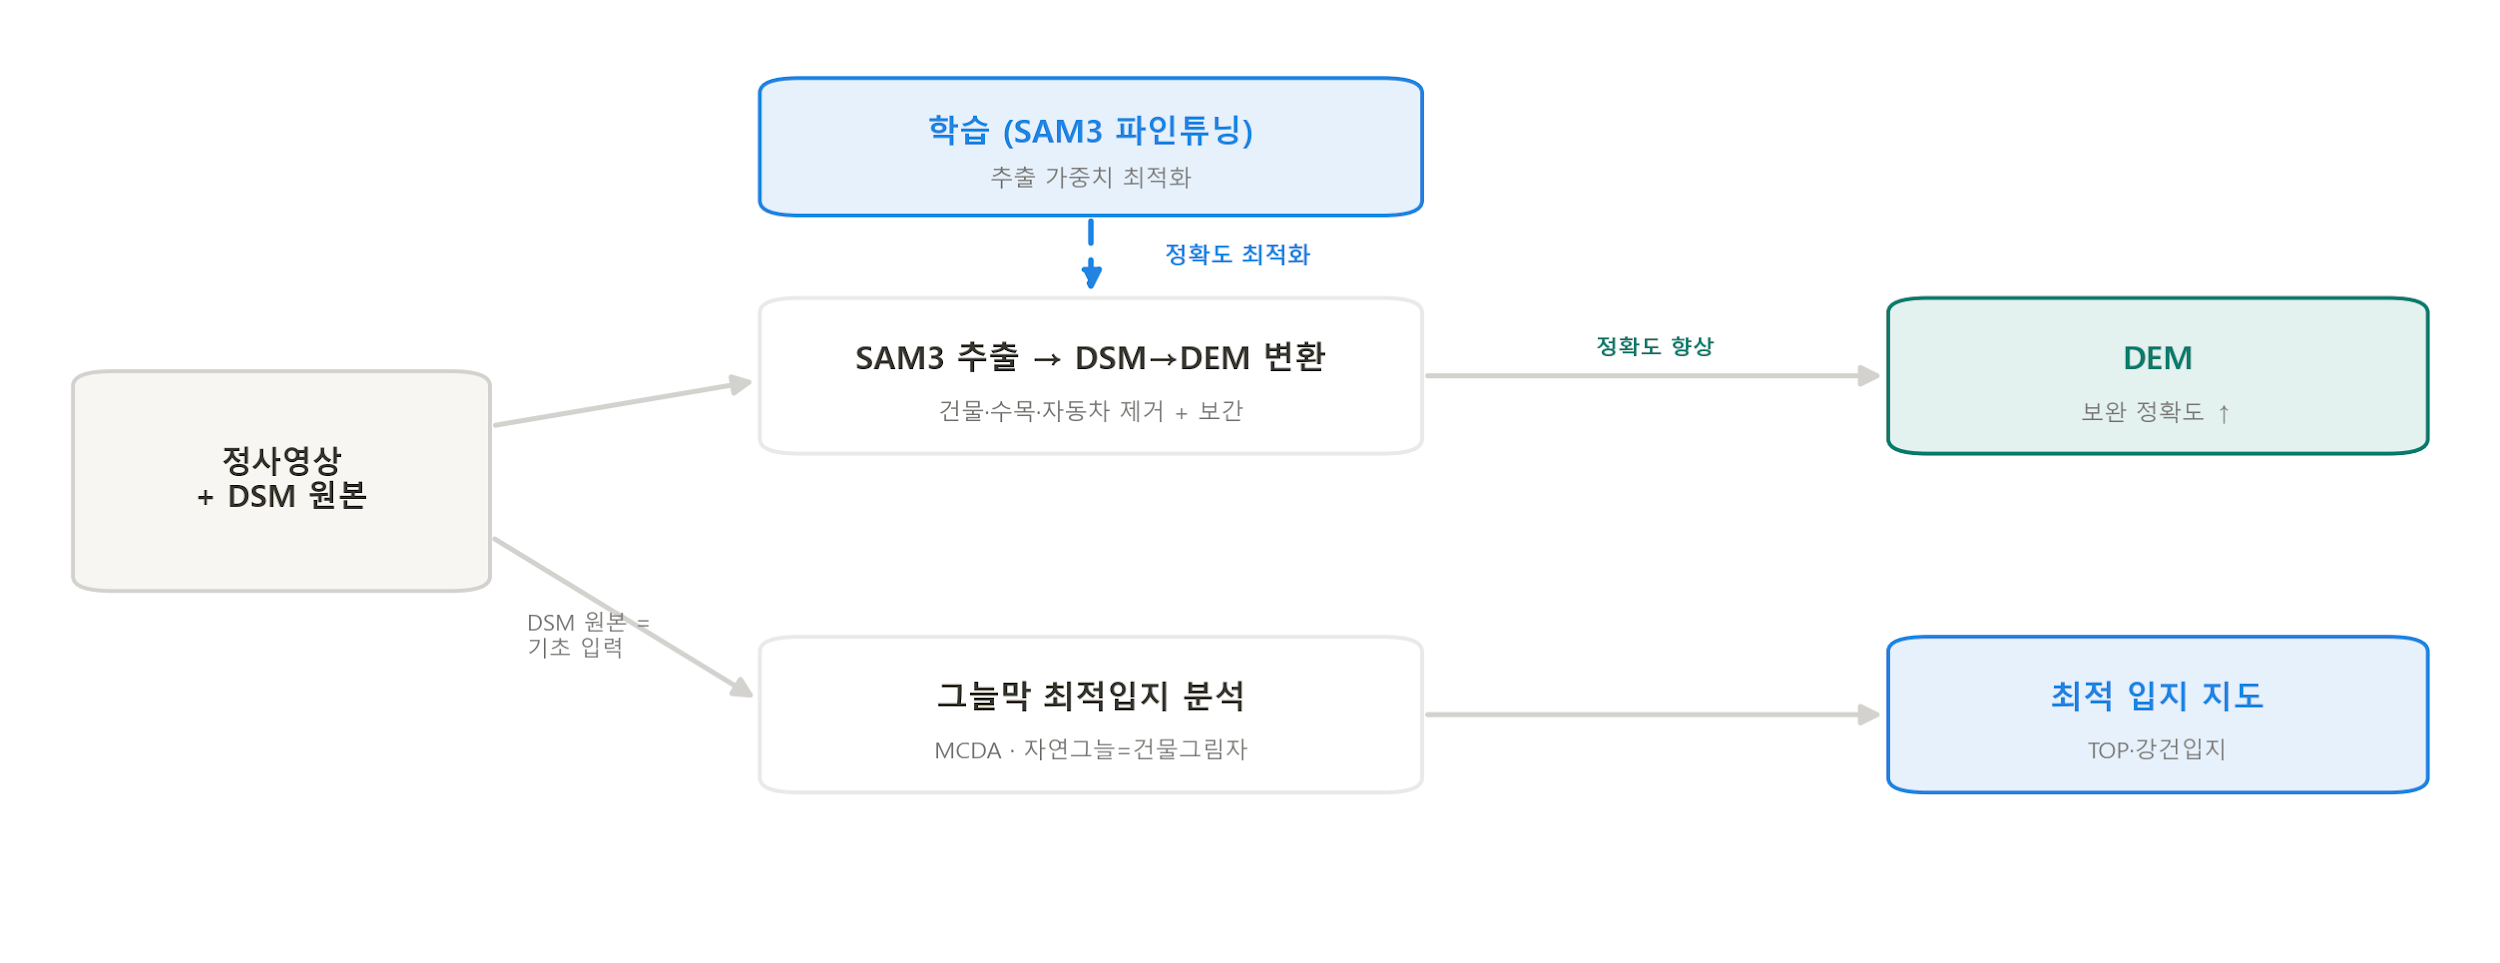 학습 (SAM3 파인튜닝)
추출 가중치 최적화
정확도 최적화
SAM3 추출 → DSM→DEM 변환
건물·수목·자동차 제거 + 보간
정확도 향상
DEM
보완 정확도 ↑
정사영상
+ DSM 원본
DSM 원본 =
기초 입력
그늘막 최적입지 분석
MCDA · 자연그늘=건물그림자
최적 입지 지도
TOP·강건입지